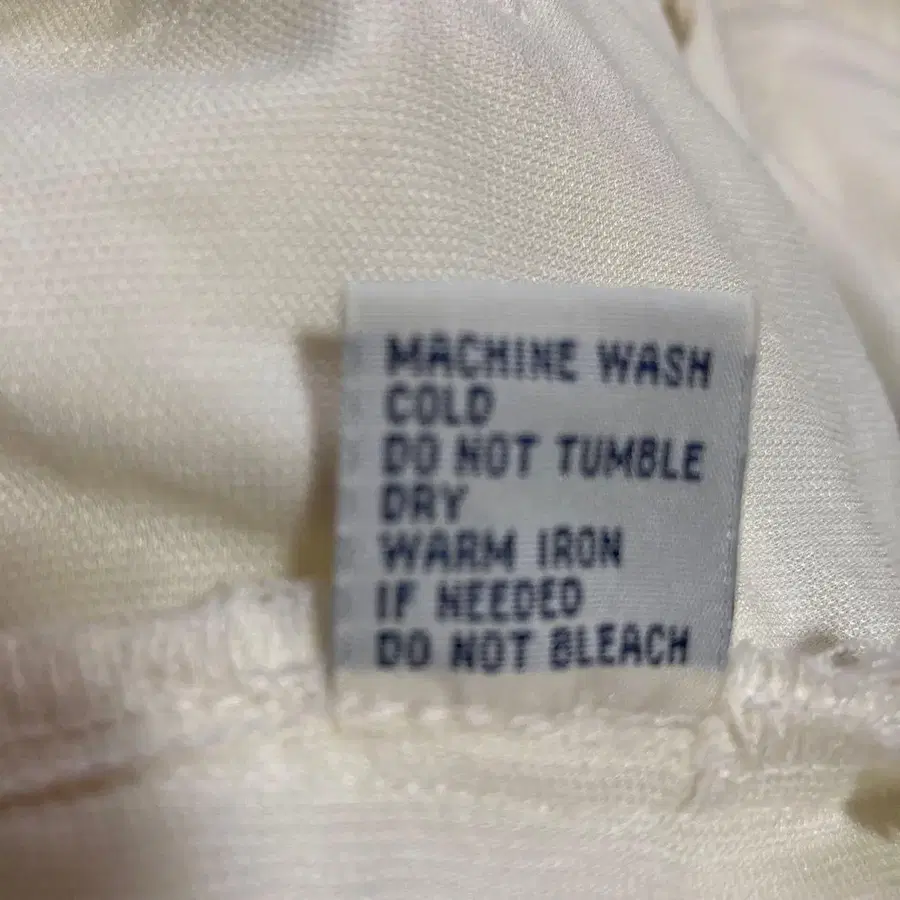 MACHINE WASH
COLD
DO NOT TUMBLE
DRY
WARM IRON
IF NEEDED
DO NOT BLEACH